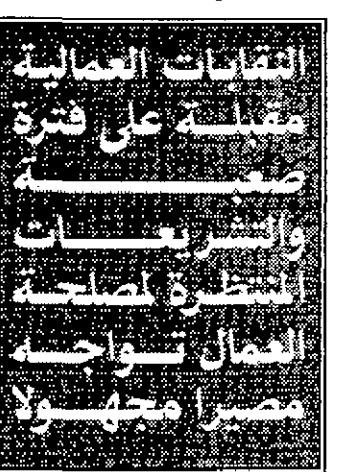 النقابات العمالية
مقبلة على فترة
صعبة
والتشريعات
المنتظرة لمصلحة
العمال تواجه
مصيرا مجهولا